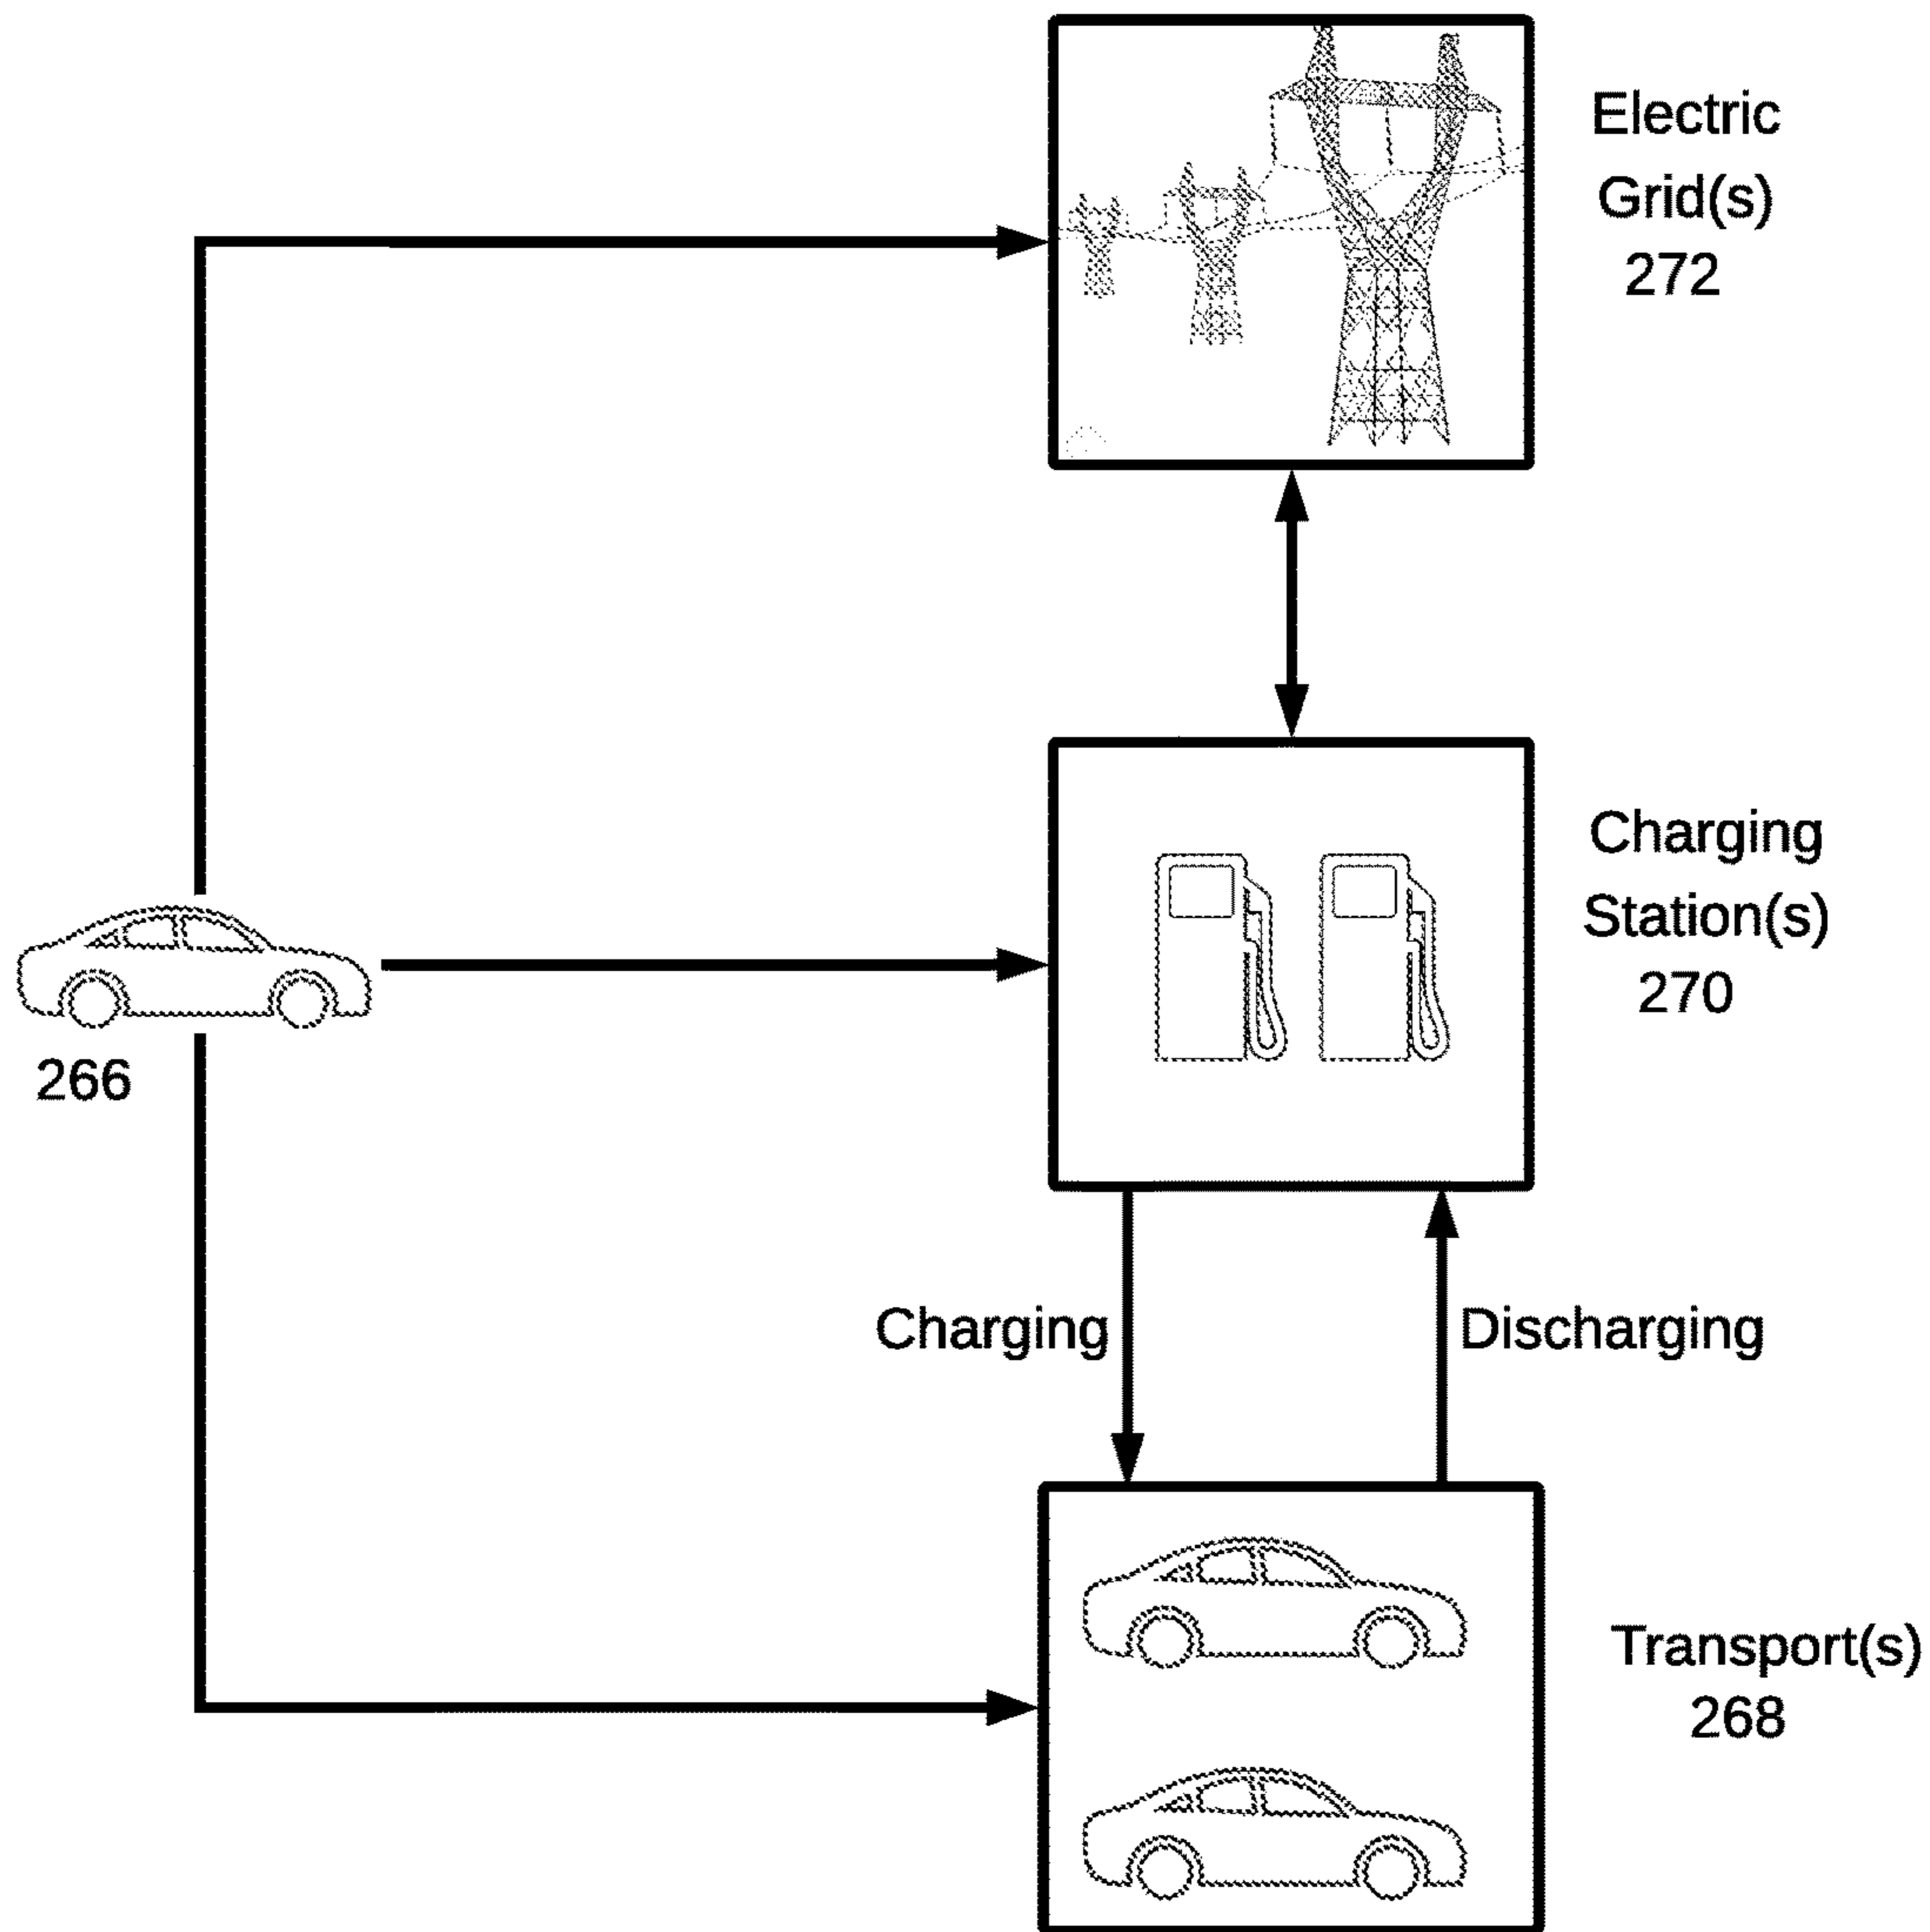 Electric
Grid(s)
272
Charging
Station(s)
270
266
Charging
Discharging
Transport(s)
268